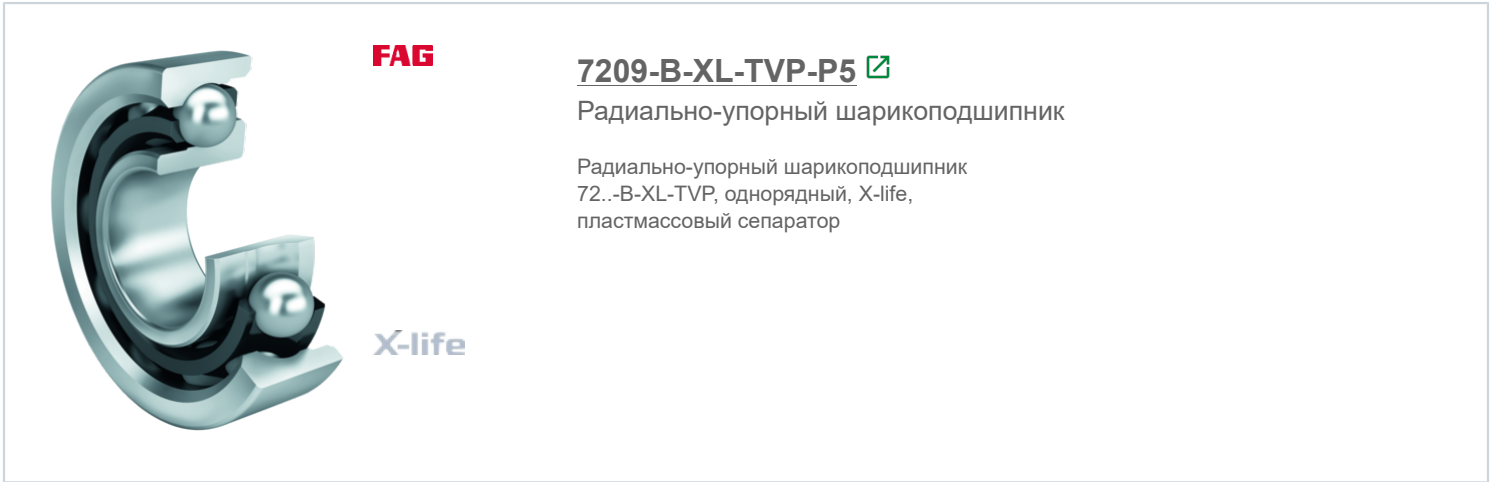 FAG
7209-B-XL-TVP-P5
Радиально-упорный шарикоподшипник
Радиально-упорный шарикоподшипник
72..-B-XL-TVP, однорядный, X-life,
пластмассовый сепаратор
X-life